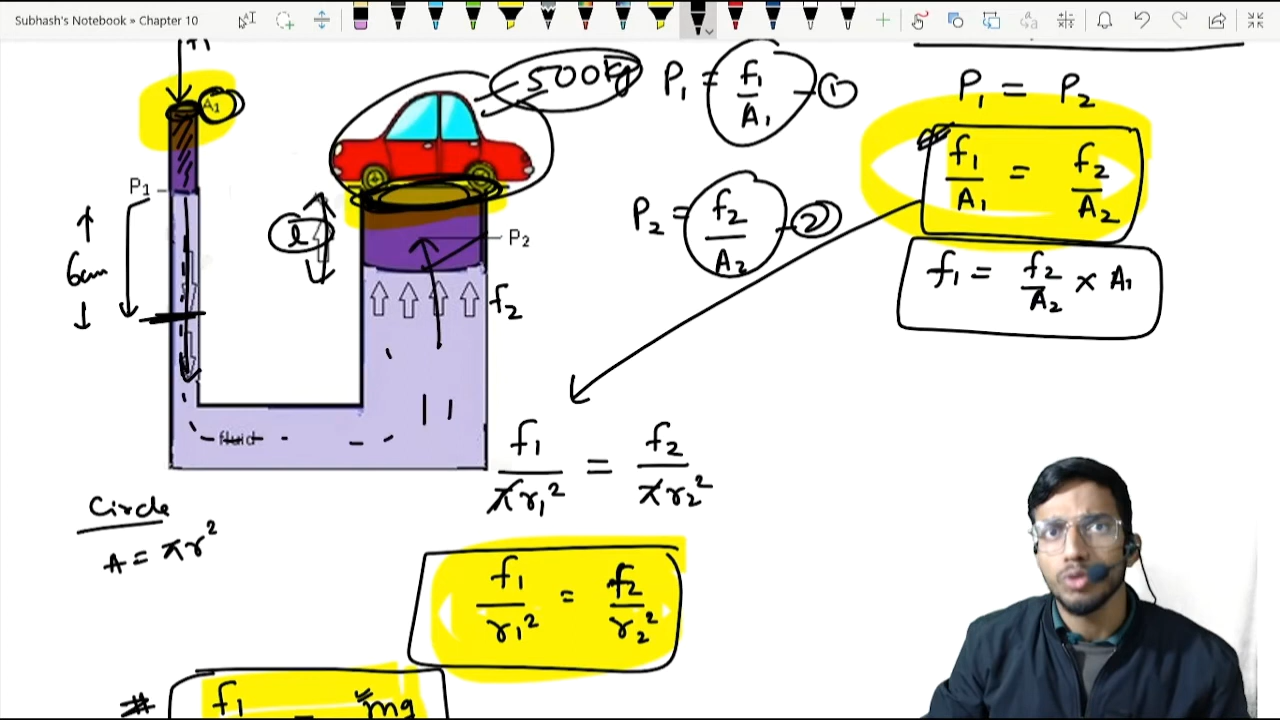 Subhash's Notebook » Chapter 10
A₁
500kg
P₁ = f₁/A₁ – ①
P₁ = P₂
P₁
f₁/A₁ = f₂/A₂
P₂ = f₂/A₂ – ②
l
P₂
6cm
f₁ = f₂/A₂ × A₁
f₂
fluid
f₁/πr₁² = f₂/πr₂²
Circle
A = πr²
f₁/r₁² = f₂/r₂²
# f₁ = mg